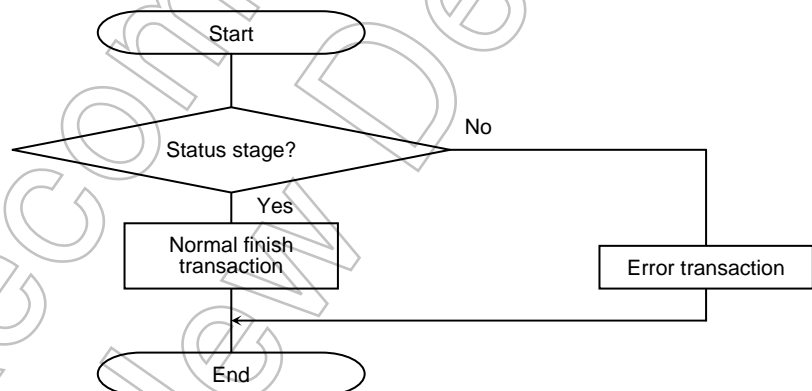 Start
Status stage?
No
Yes
Normal finish
transaction
Error transaction
End